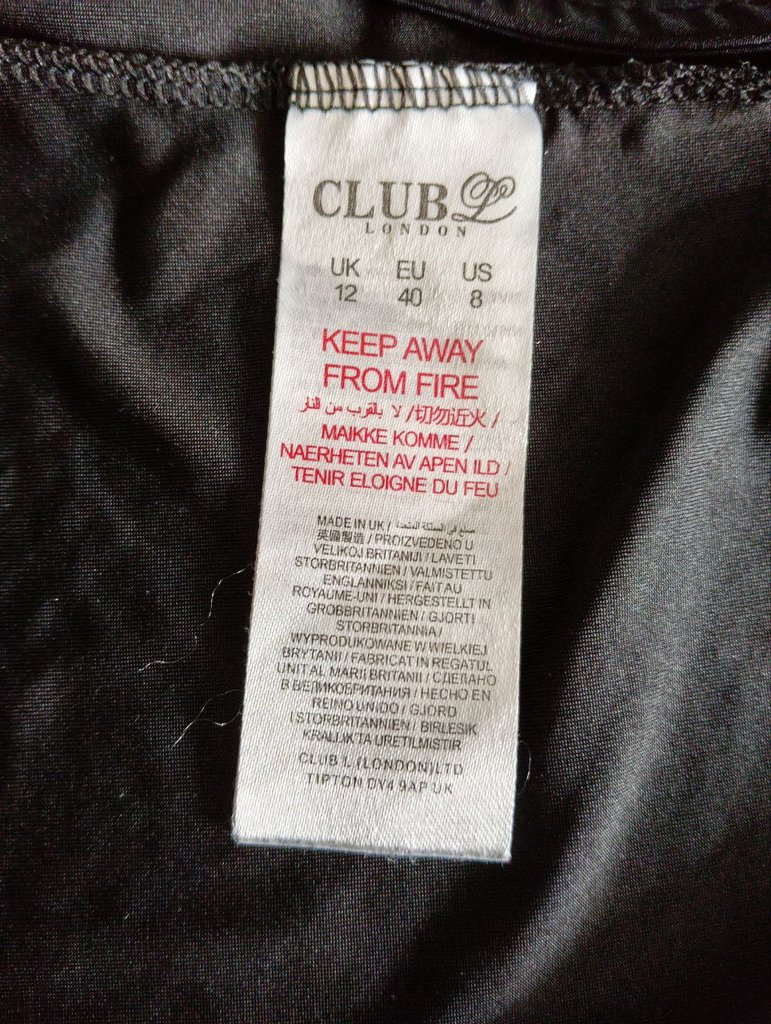 CLUB L
LONDON
UK EU US
12 40 8
KEEP AWAY
FROM FIRE
لا بالقرب من النار /切勿近火 /
MAIKKE KOMME /
NAERHETEN AV APEN ILD /
TENIR ELOIGNE DU FEU
MADE IN UK / صنع في المملكة المتحدة
英國製造 / PROIZVEDENO U
VELIKOJ BRITANIJI / LAVETI
STORBRITANNIEN / VALMISTETTU
ENGLANNIKSI / FAIT AU
ROYAUME-UNI / HERGESTELLT IN
GROBBRITANNIEN / GJORTI
STORBRITANNIA /
WYPRODUKOWANE W WIELKIEJ
BRYTANII / FABRICAT IN REGATUL
UNIT AL MARII BRITANII / СДЕЛАНО
В ВЕЛИКОБРИТАНИЯ / HECHO EN
REINO UNIDO / GJORD
I STORBRITANNIEN / BIRLESIK
KRALLIK'TA URETILMISTIR
CLUB L (LONDON) LTD
TIPTON DY4 9AP UK